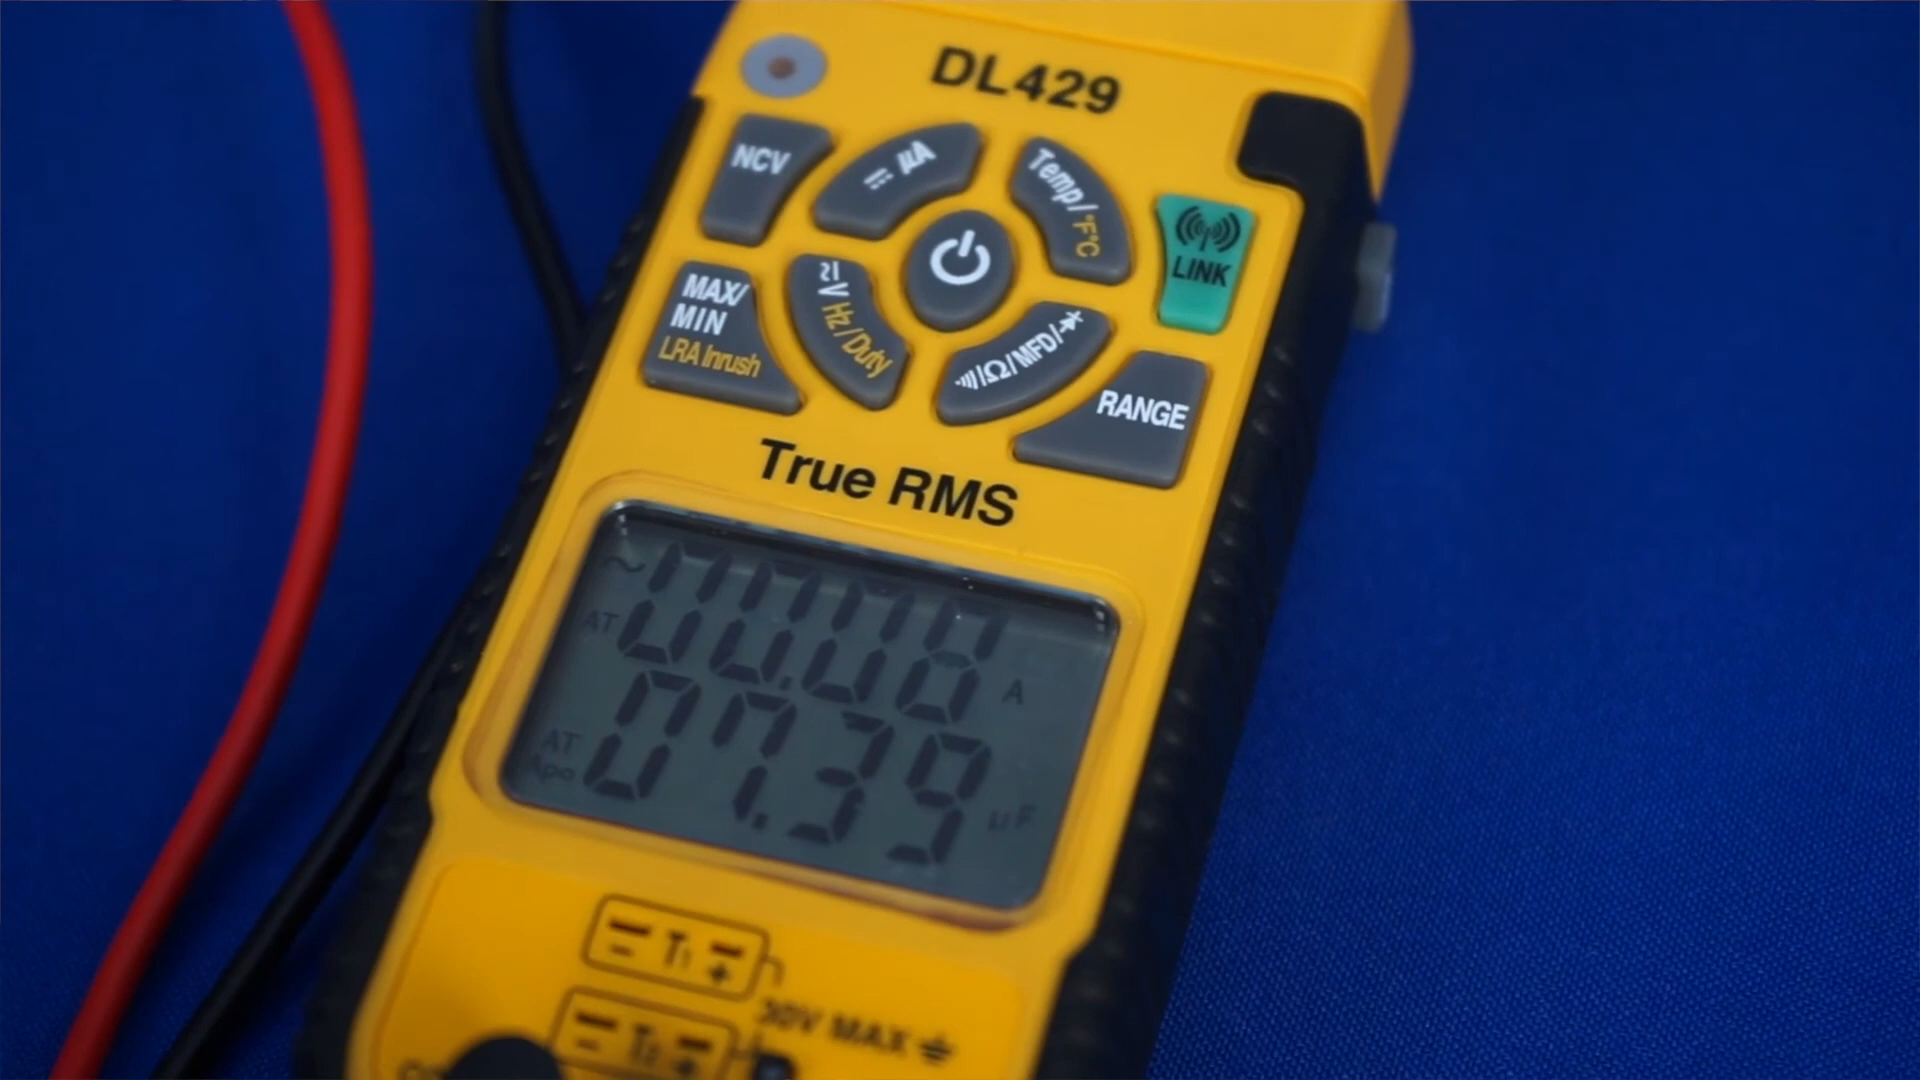 DL429
NCV
μA
Temp/°F°C
LINK
MAX/
MIN
LRA Inrush
V Hz/Duty
Ω/MFD/
RANGE
True RMS
AT 00.08 A
AT 07.39 μF
Apo
T1
T2
30V MAX